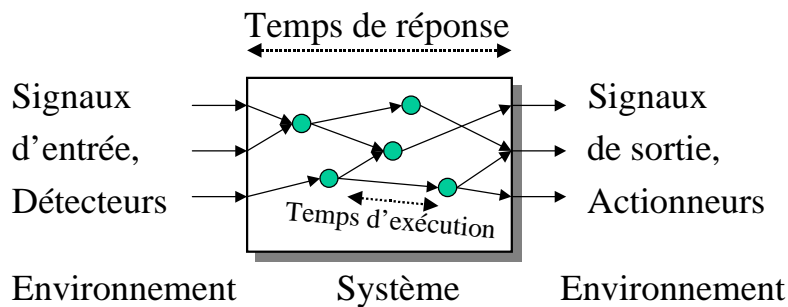 Temps de réponse
Signaux
d'entrée,
Détecteurs
Temps d'exécution
Signaux
de sortie,
Actionneurs
Environnement
Système
Environnement